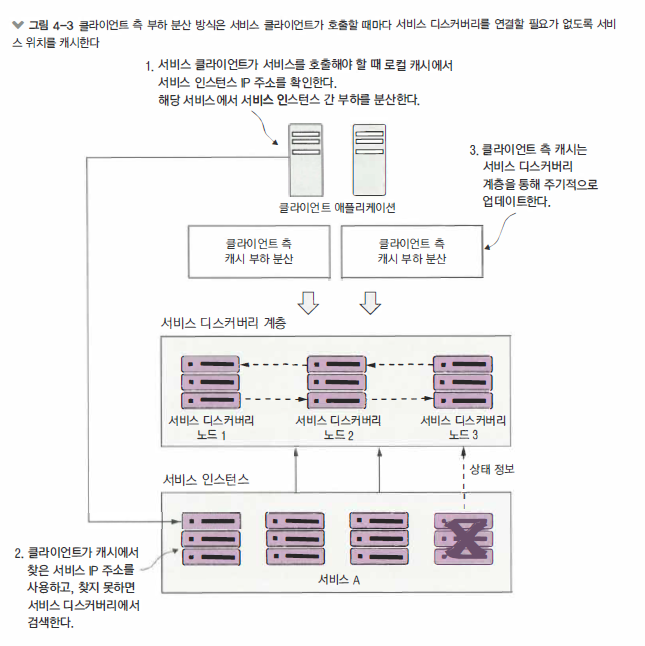 그림 4-3 클라이언트 측 부하 분산 방식은 서비스 클라이언트가 호출할 때마다 서비스 디스커버리를 연결할 필요가 없도록 서비
스 위치를 캐시한다
1. 서비스 클라이언트가 서비스를 호출해야 할 때 로컬 캐시에서
서비스 인스턴스 IP 주소를 확인한다.
해당 서비스에서 서비스 인스턴스 간 부하를 분산한다.
3. 클라이언트 측 캐시는
서비스 디스커버리
계층을 통해 주기적으로
업데이트한다.
클라이언트 애플리케이션
클라이언트 측
캐시 부하 분산
클라이언트 측
캐시 부하 분산
서비스 디스커버리 계층
서비스 디스커버리
노드 1
서비스 디스커버리
노드 2
서비스 디스커버리
노드 3
상태 정보
서비스 인스턴스
2. 클라이언트가 캐시에서
찾은 서비스 IP 주소를
사용하고, 찾지 못하면
서비스 디스커버리에서
검색한다.
서비스 A